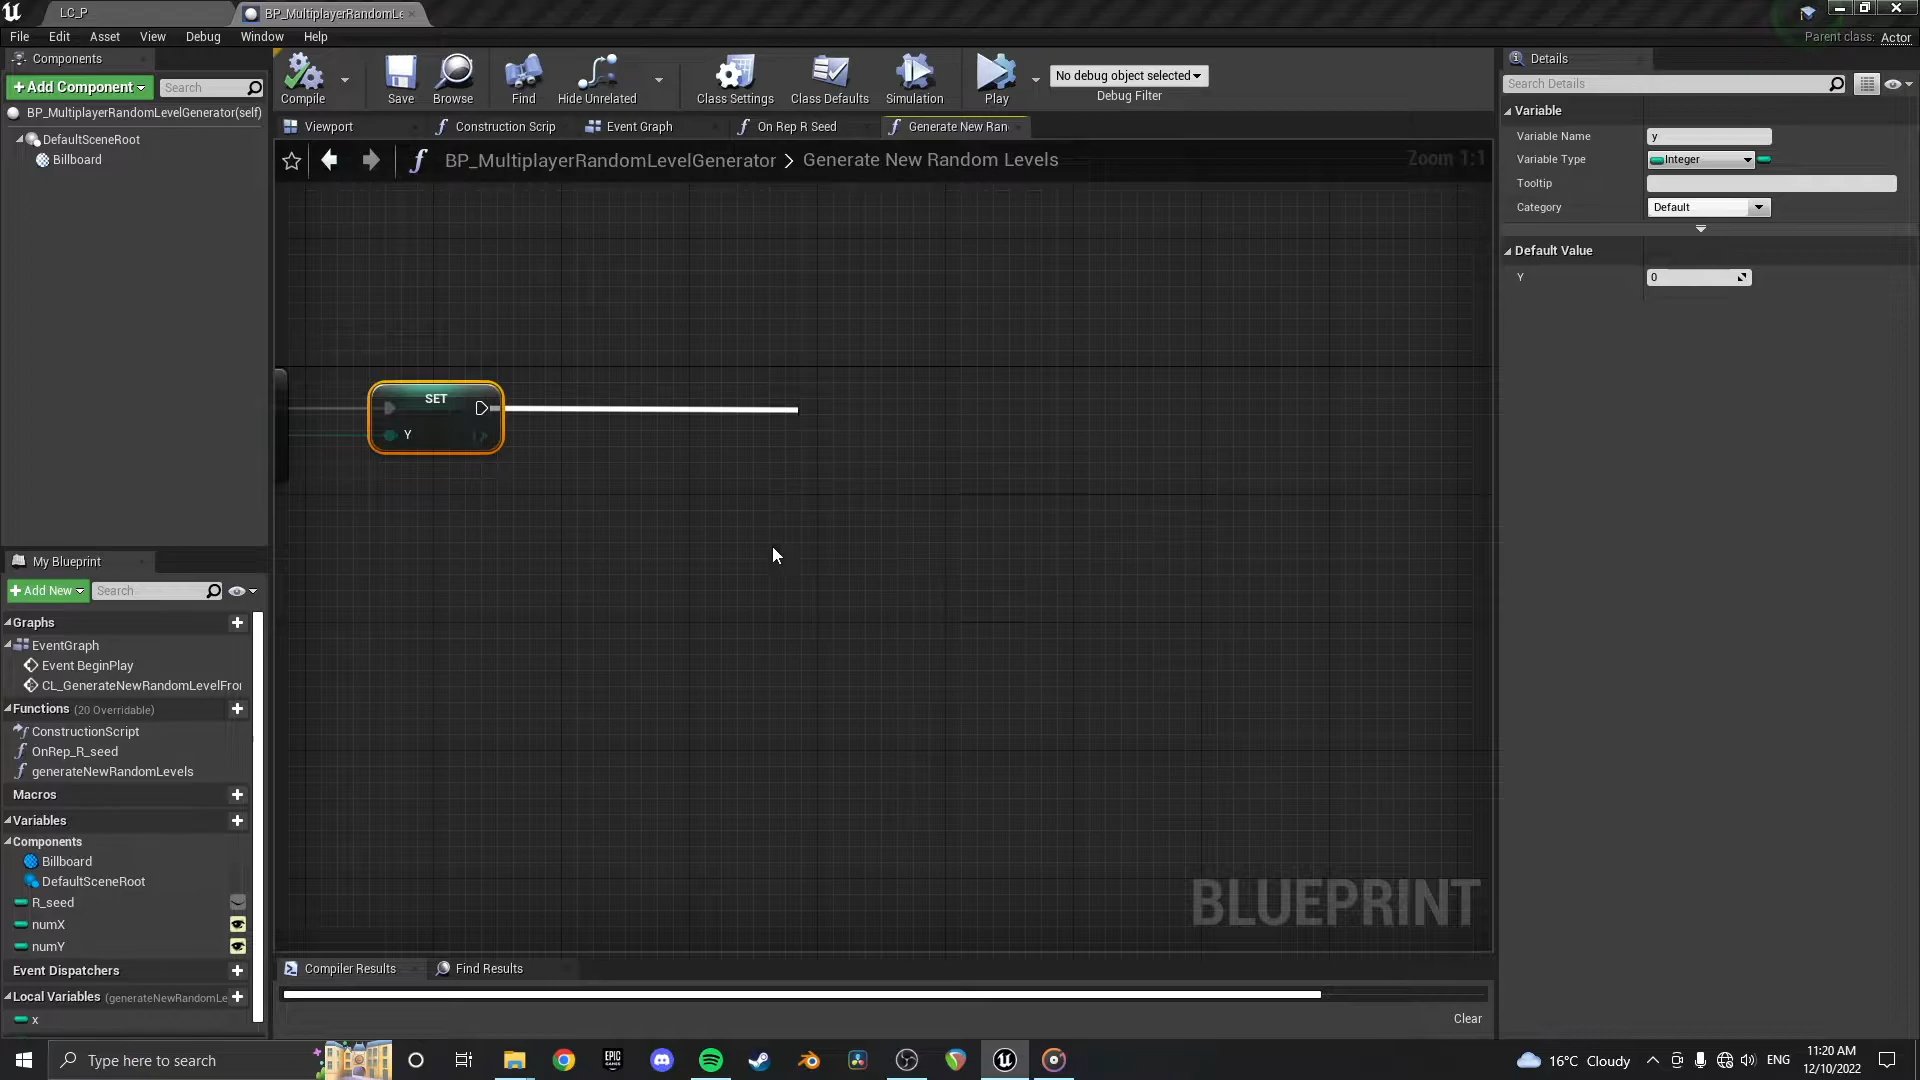 LC_P
BP_MultiplayerRandomLe
File Edit Asset View Debug Window Help
Parent class: Actor
Components
+Add Component
Search
BP_MultiplayerRandomLevelGenerator(self)
DefaultSceneRoot
Billboard
Compile
Save
Browse
Find
Hide Unrelated
Class Settings
Class Defaults
Simulation
Play
No debug object selected
Debug Filter
Viewport
Construction Scrip
Event Graph
On Rep R Seed
Generate New Ran
BP_MultiplayerRandomLevelGenerator > Generate New Random Levels
Zoom 1:1
SET
Y
BLUEPRINT
Details
Search Details
Variable
Variable Name y
Variable Type Integer
Tooltip
Category Default
Default Value
Y 0
My Blueprint
+Add New
Search
Graphs
EventGraph
Event BeginPlay
CL_GenerateNewRandomLevelFro
Functions (20 Overridable)
ConstructionScript
OnRep_R_seed
generateNewRandomLevels
Macros
Variables
Components
Billboard
DefaultSceneRoot
R_seed
numX
numY
Event Dispatchers
Local Variables (generateNewRandomLe
x
Compiler Results
Find Results
Clear
Type here to search
EPIC GAMES
16°C Cloudy
ENG
11:20 AM
12/10/2022